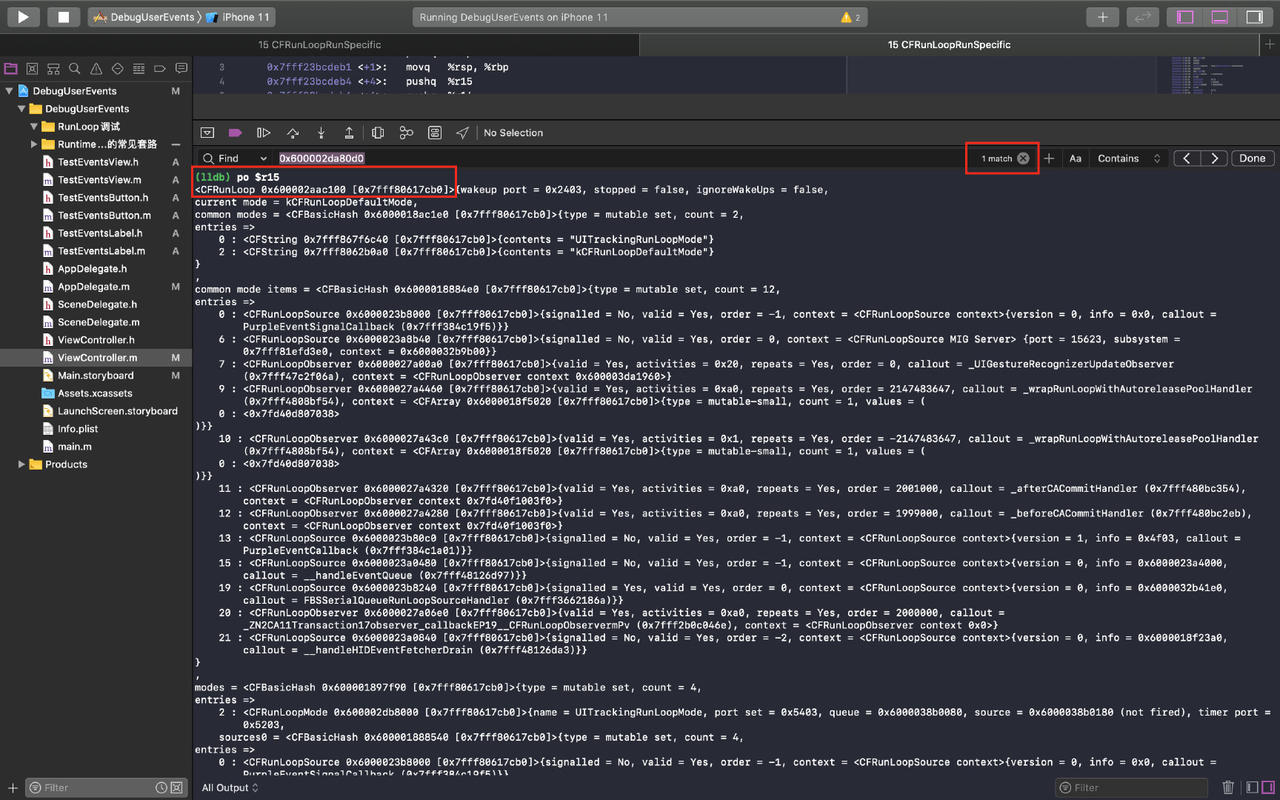 DebugUserEvents 〉 iPhone 11
Running DebugUserEvents on iPhone 11
2
15 CFRunLoopRunSpecific
15 CFRunLoopRunSpecific
3 0x7fff23bcdeb1 <+1>: movq %rsp, %rbp
4 0x7fff23bcdeb4 <+4>: pushq %r15
DebugUserEvents M
DebugUserEvents
RunLoop 调试
Runtime ...的常见套路
TestEventsView.h A
TestEventsView.m A
TestEventsButton.h A
TestEventsButton.m A
TestEventsLabel.h A
TestEventsLabel.m A
AppDelegate.h
AppDelegate.m M
SceneDelegate.h
SceneDelegate.m
ViewController.h
ViewController.m M
Main.storyboard M
Assets.xcassets
LaunchScreen.storyboard
Info.plist
main.m
Products
No Selection
Find 0x600002da80d0 1 match Aa Contains Done
(lldb) po $r15
<CFRunLoop 0x600002aac100 [0x7fff80617cb0]>{wakeup port = 0x2403, stopped = false, ignoreWakeUps = false,
current mode = kCFRunLoopDefaultMode,
common modes = <CFBasicHash 0x6000018ac1e0 [0x7fff80617cb0]>{type = mutable set, count = 2,
entries =>
0 : <CFString 0x7fff867f6c40 [0x7fff80617cb0]>{contents = "UITrackingRunLoopMode"}
2 : <CFString 0x7fff8062b0a0 [0x7fff80617cb0]>{contents = "kCFRunLoopDefaultMode"}
}
,
common mode items = <CFBasicHash 0x6000018884e0 [0x7fff80617cb0]>{type = mutable set, count = 12,
entries =>
0 : <CFRunLoopSource 0x6000023b8000 [0x7fff80617cb0]>{signalled = No, valid = Yes, order = -1, context = <CFRunLoopSource context>{version = 0, info = 0x0, callout =
PurpleEventSignalCallback (0x7fff384c19f5)}}
6 : <CFRunLoopSource 0x6000023a8b40 [0x7fff80617cb0]>{signalled = No, valid = Yes, order = 0, context = <CFRunLoopSource MIG Server> {port = 15623, subsystem =
0x7fff81efd3e0, context = 0x6000032b9b00}}
7 : <CFRunLoopObserver 0x6000027a00a0 [0x7fff80617cb0]>{valid = Yes, activities = 0x20, repeats = Yes, order = 0, callout = _UIGestureRecognizerUpdateObserver
(0x7fff47c2f06a), context = <CFRunLoopObserver context 0x600003da1960>}
9 : <CFRunLoopObserver 0x6000027a4460 [0x7fff80617cb0]>{valid = Yes, activities = 0xa0, repeats = Yes, order = 2147483647, callout = _wrapRunLoopWithAutoreleasePoolHandler
(0x7fff4808bf54), context = <CFArray 0x6000018f5020 [0x7fff80617cb0]>{type = mutable-small, count = 1, values = (
0 : <0x7fd40d807038>
)}}
10 : <CFRunLoopObserver 0x6000027a43c0 [0x7fff80617cb0]>{valid = Yes, activities = 0x1, repeats = Yes, order = -2147483647, callout = _wrapRunLoopWithAutoreleasePoolHandler
(0x7fff4808bf54), context = <CFArray 0x6000018f5020 [0x7fff80617cb0]>{type = mutable-small, count = 1, values = (
0 : <0x7fd40d807038>
)}}
11 : <CFRunLoopObserver 0x6000027a4320 [0x7fff80617cb0]>{valid = Yes, activities = 0xa0, repeats = Yes, order = 2001000, callout = _afterCACommitHandler (0x7fff480bc354),
context = <CFRunLoopObserver context 0x7fd40f1003f0>}
12 : <CFRunLoopObserver 0x6000027a4280 [0x7fff80617cb0]>{valid = Yes, activities = 0xa0, repeats = Yes, order = 1999000, callout = _beforeCACommitHandler (0x7fff480bc2eb),
context = <CFRunLoopObserver context 0x7fd40f1003f0>}
13 : <CFRunLoopSource 0x6000023b80c0 [0x7fff80617cb0]>{signalled = No, valid = Yes, order = -1, context = <CFRunLoopSource context>{version = 1, info = 0x4f03, callout =
PurpleEventCallback (0x7fff384c1a01)}}
15 : <CFRunLoopSource 0x6000023a0480 [0x7fff80617cb0]>{signalled = No, valid = Yes, order = -1, context = <CFRunLoopSource context>{version = 0, info = 0x6000023a4000,
callout = __handleEventQueue (0x7fff48126d97)}}
19 : <CFRunLoopSource 0x6000023b8240 [0x7fff80617cb0]>{signalled = Yes, valid = Yes, order = 0, context = <CFRunLoopSource context>{version = 0, info = 0x6000032b41e0,
callout = FBSSerialQueueRunLoopSourceHandler (0x7fff3662186a)}}
20 : <CFRunLoopObserver 0x6000027a06e0 [0x7fff80617cb0]>{valid = Yes, activities = 0xa0, repeats = Yes, order = 2000000, callout =
_ZN2CA11Transaction17observer_callbackEP19__CFRunLoopObservermPv (0x7fff2b0c046e), context = <CFRunLoopObserver context 0x0>}
21 : <CFRunLoopSource 0x6000023a0840 [0x7fff80617cb0]>{signalled = No, valid = Yes, order = -2, context = <CFRunLoopSource context>{version = 0, info = 0x6000018f23a0,
callout = __handleHIDEventFetcherDrain (0x7fff48126da3)}}
}
,
modes = <CFBasicHash 0x600001897f90 [0x7fff80617cb0]>{type = mutable set, count = 4,
entries =>
2 : <CFRunLoopMode 0x600002db8000 [0x7fff80617cb0]>{name = UITrackingRunLoopMode, port set = 0x5403, queue = 0x6000038b0080, source = 0x6000038b0180 (not fired), timer port =
0x5203,
sources0 = <CFBasicHash 0x600001888540 [0x7fff80617cb0]>{type = mutable set, count = 4,
entries =>
0 : <CFRunLoopSource 0x6000023b8000 [0x7fff80617cb0]>{signalled = No, valid = Yes, order = -1, context = <CFRunLoopSource context>{version = 0, info = 0x0, callout =
PurpleEventSignalCallback (0x7fff384c19f5)}}
Filter
All Output
Filter